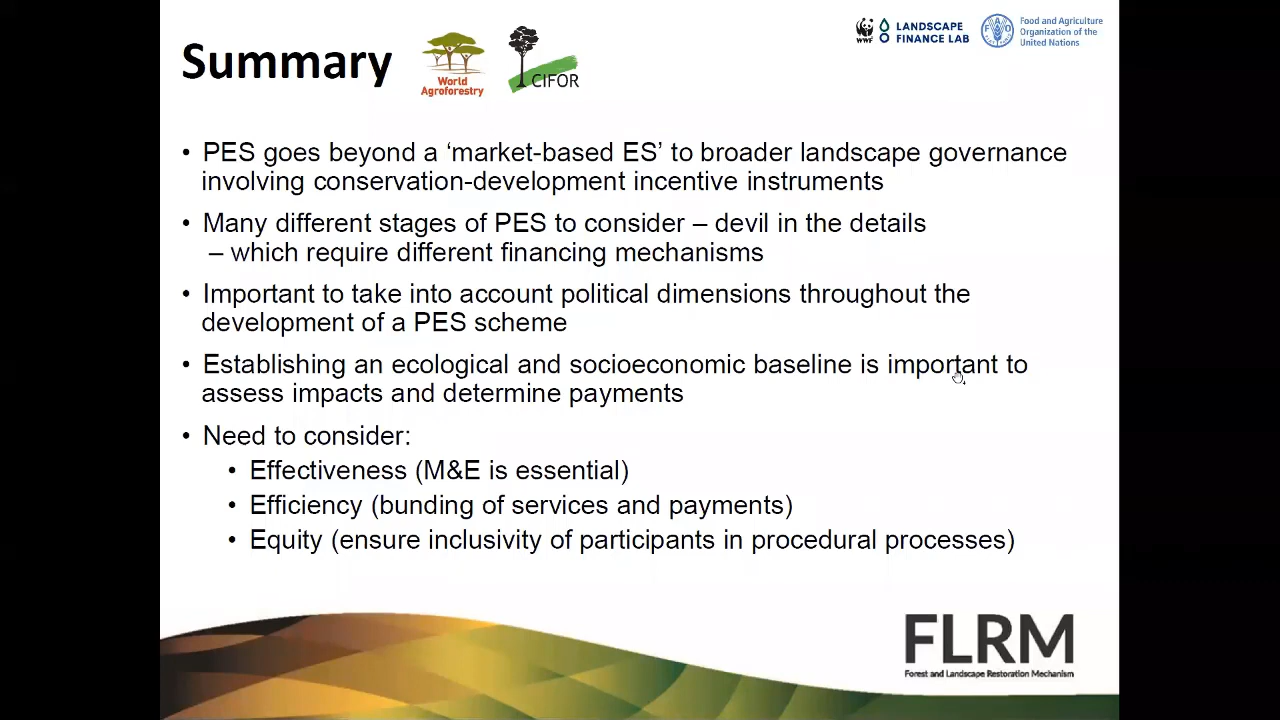 Summary
World
Agroforestry
CIFOR
WWF
LANDSCAPE
FINANCE LAB
Food and Agriculture
Organization of the
United Nations
• PES goes beyond a ‘market-based ES’ to broader landscape governance
involving conservation-development incentive instruments
• Many different stages of PES to consider – devil in the details
– which require different financing mechanisms
• Important to take into account political dimensions throughout the
development of a PES scheme
• Establishing an ecological and socioeconomic baseline is important to
assess impacts and determine payments
• Need to consider:
• Effectiveness (M&E is essential)
• Efficiency (bunding of services and payments)
• Equity (ensure inclusivity of participants in procedural processes)
FLRM
Forest and Landscape Restoration Mechanism